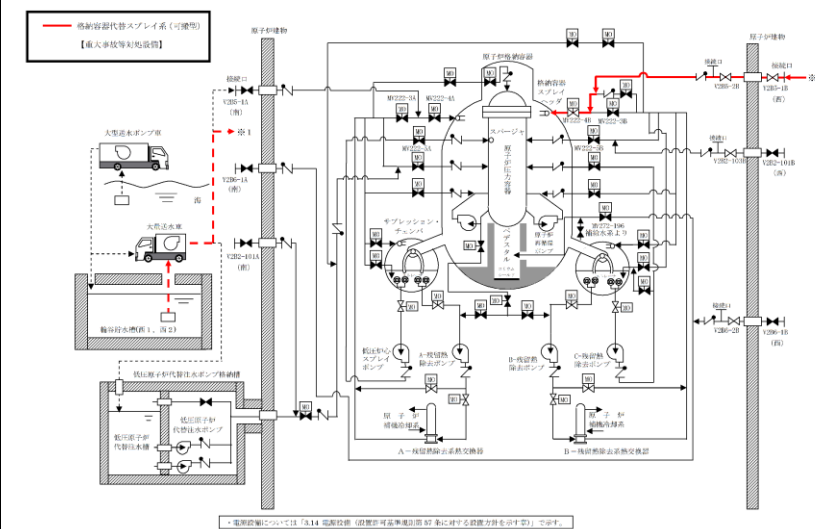 格納容器代替スプレイ系（可搬型）
【重大事故等対処設備】
原子炉建物
原子炉建物
接続口
V2B5-1A
(南)
※1
大型送水ポンプ車
海
V2B6-1A
(南)
大型送水車
V2B2-101A
(南)
輪谷貯水槽(西1，西2)
低圧原子炉代替注水ポンプ格納槽
低圧原子炉
代替注水ポンプ
低圧原子炉
代替注水槽
原子炉格納容器
格納容器
スプレイ
ヘッダ
MV222-3A
MV222-4A
MV222-5A
スパージャ
原子炉圧力容器
MV222-4B
MV222-3B
MV222-5B
接続口
V2B5-2B
接続口
V2B5-1B
(西)
※
接続口
V2B2-103B
V2B2-101B
(西)
接続口
V2B6-2B
V2B6-1B
(西)
サプレッション・
チェンバ
ペデスタル
原子炉
再循環
ポンプ
MV272-196
補給水系より
低圧炉心
スプレイ
ポンプ
A-残留熱
除去ポンプ
B-残留熱
除去ポンプ
C-残留熱
除去ポンプ
原子炉
補機冷却系
原子炉
補機冷却系
A－残留熱除去系熱交換器
B－残留熱除去系熱交換器
・電源設備については「3.14 電源設備（設置許可基準規則第 57 条に対する設置方針を示す章）」で示す。